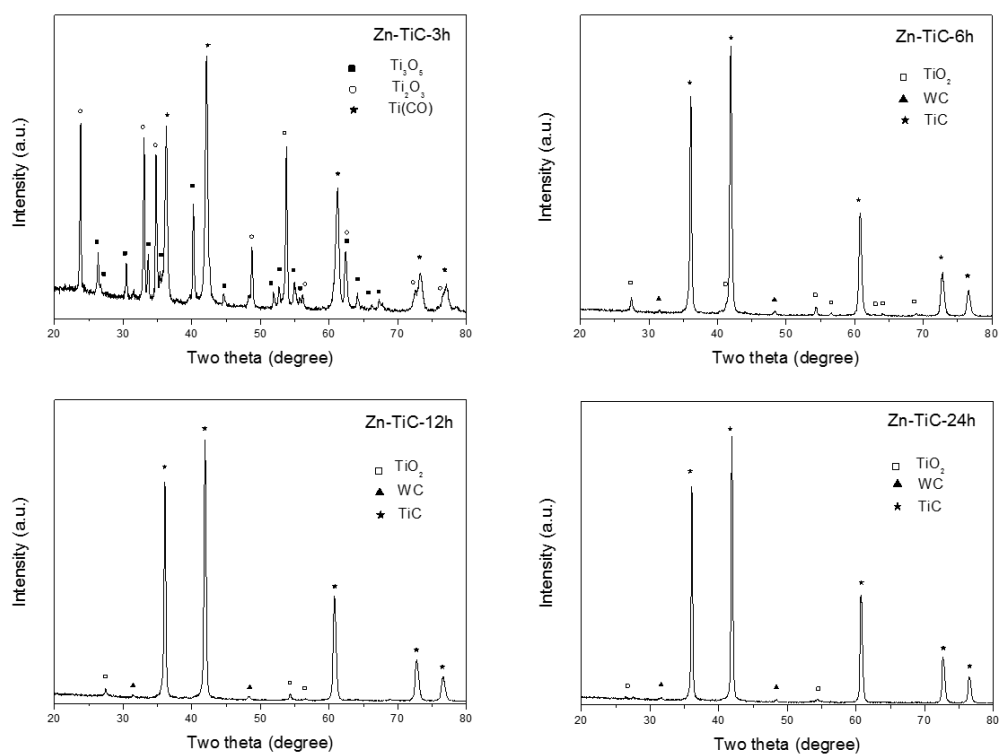 Zn-TiC-3h
■ Ti₃O₅
○ Ti₂O₃
★ Ti(CO)
Intensity (a.u.)
20 30 40 50 60 70 80
Two theta (degree)
Zn-TiC-6h
□ TiO₂
▲ WC
★ TiC
Intensity (a.u.)
20 30 40 50 60 70 80
Two theta (degree)
Zn-TiC-12h
□ TiO₂
▲ WC
★ TiC
Intensity (a.u.)
20 30 40 50 60 70 80
Two theta (degree)
Zn-TiC-24h
□ TiO₂
▲ WC
★ TiC
Intensity (a.u.)
20 30 40 50 60 70 80
Two theta (degree)